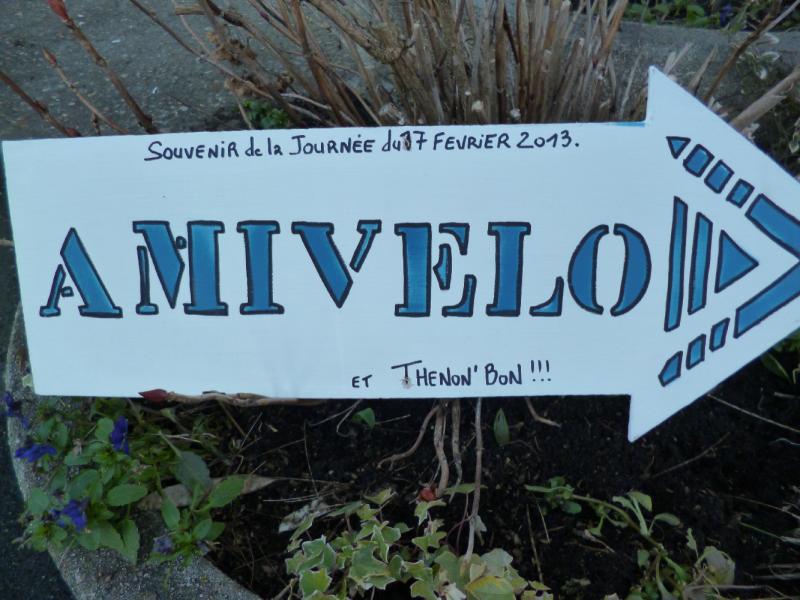 SOUVENIR de la JOURNÉE du 17 FEVRIER 2013.
AMIVELO
ET THENON'BON !!!